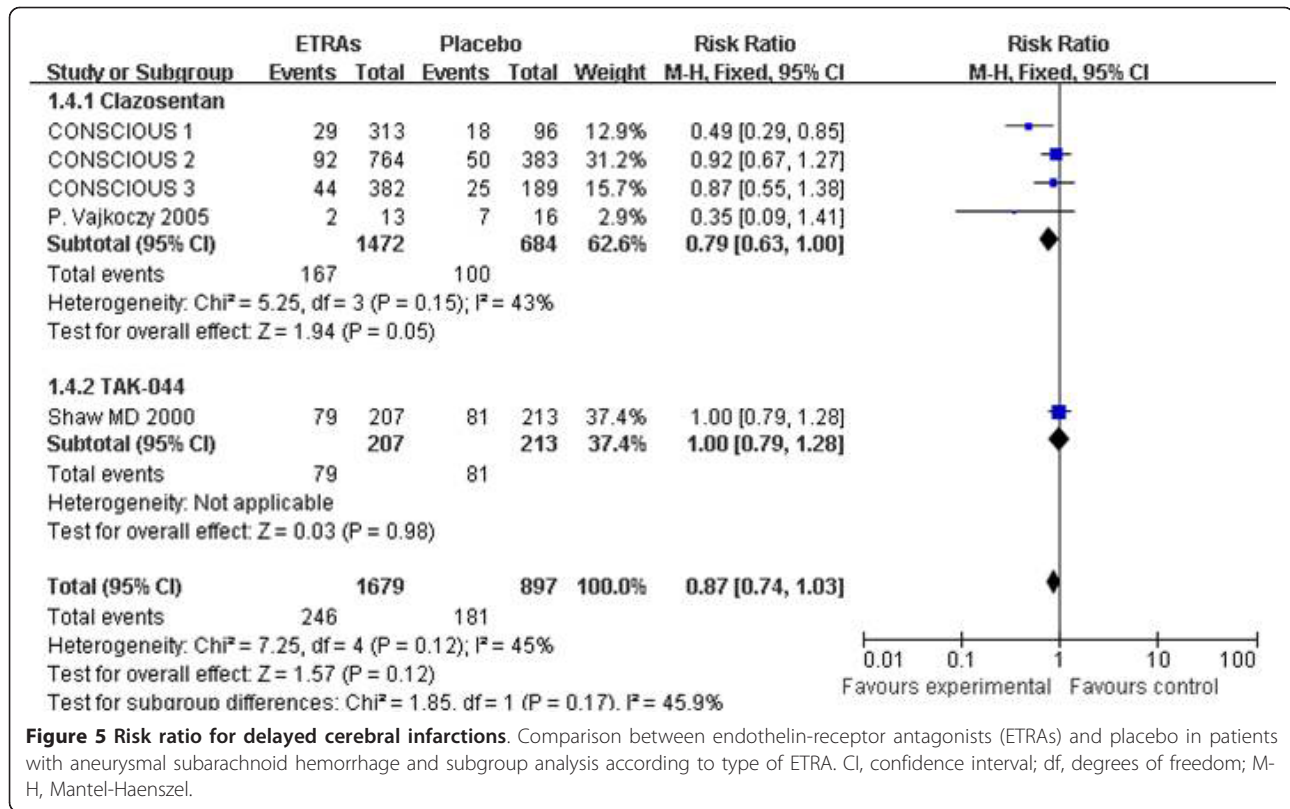 ETRAs Placebo Risk Ratio Risk Ratio
Study or Subgroup Events Total Events Total Weight M-H, Fixed, 95% CI M-H, Fixed, 95% CI
1.4.1 Clazosentan
CONSCIOUS 1 29 313 18 96 12.9% 0.49 [0.29, 0.85]
CONSCIOUS 2 92 764 50 383 31.2% 0.92 [0.67, 1.27]
CONSCIOUS 3 44 382 25 189 15.7% 0.87 [0.55, 1.38]
P. Vajkoczy 2005 2 13 7 16 2.9% 0.35 [0.09, 1.41]
Subtotal (95% CI) 1472 684 62.6% 0.79 [0.63, 1.00]
Total events 167 100
Heterogeneity: Chi² = 5.25, df = 3 (P = 0.15); I² = 43%
Test for overall effect: Z = 1.94 (P = 0.05)
1.4.2 TAK-044
Shaw MD 2000 79 207 81 213 37.4% 1.00 [0.79, 1.28]
Subtotal (95% CI) 207 213 37.4% 1.00 [0.79, 1.28]
Total events 79 81
Heterogeneity: Not applicable
Test for overall effect: Z = 0.03 (P = 0.98)
Total (95% CI) 1679 897 100.0% 0.87 [0.74, 1.03]
Total events 246 181
Heterogeneity: Chi² = 7.25, df = 4 (P = 0.12); I² = 45%
Test for overall effect: Z = 1.57 (P = 0.12)
Test for subgroup differences: Chi² = 1.85. df = 1 (P = 0.17). I² = 45.9%
0.01 0.1 1 10 100
Favours experimental Favours control
Figure 5 Risk ratio for delayed cerebral infarctions. Comparison between endothelin-receptor antagonists (ETRAs) and placebo in patients
with aneurysmal subarachnoid hemorrhage and subgroup analysis according to type of ETRA. CI, confidence interval; df, degrees of freedom; M-
H, Mantel-Haenszel.